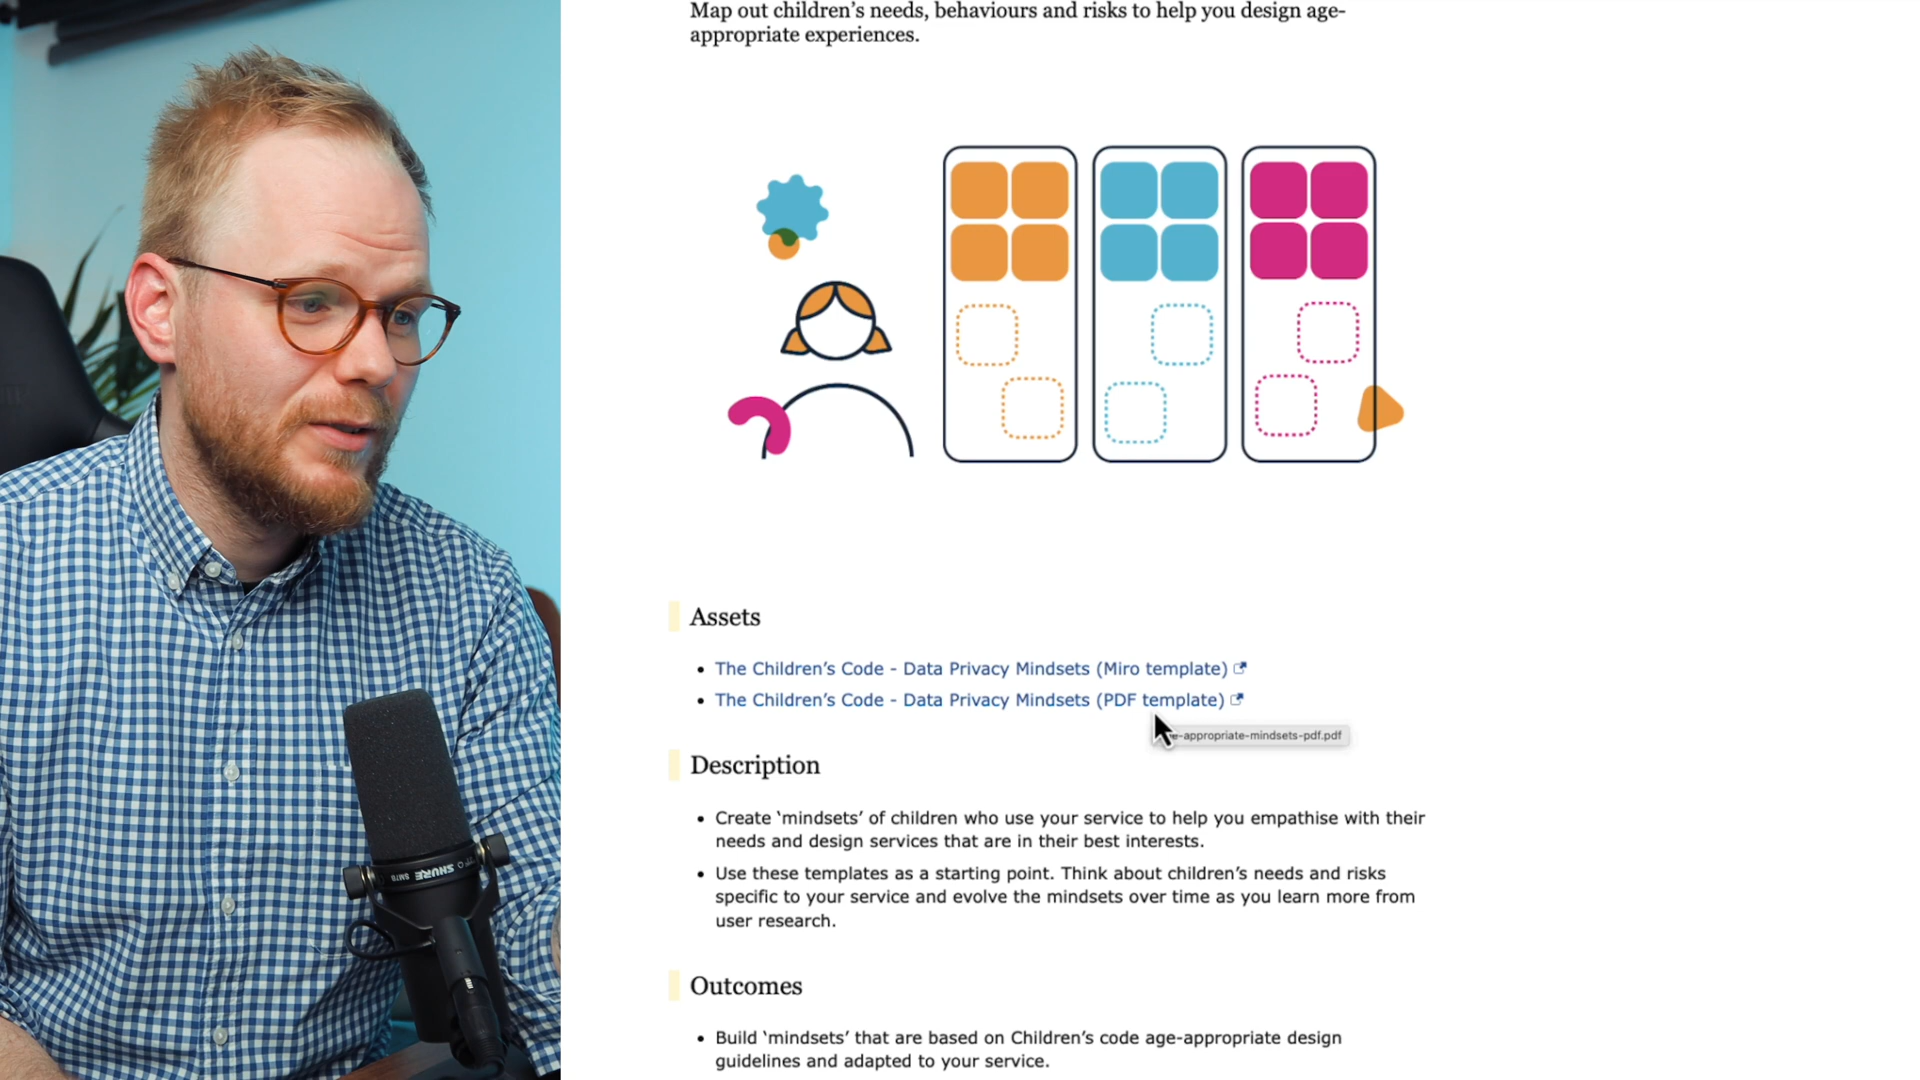 Map out children’s needs, behaviours and risks to help you design age-
appropriate experiences.
Assets
• The Children’s Code - Data Privacy Mindsets (Miro template)
• The Children’s Code - Data Privacy Mindsets (PDF template)
-appropriate-mindsets-pdf.pdf
Description
• Create ‘mindsets’ of children who use your service to help you empathise with their
needs and design services that are in their best interests.
• Use these templates as a starting point. Think about children’s needs and risks
specific to your service and evolve the mindsets over time as you learn more from
user research.
Outcomes
• Build ‘mindsets’ that are based on Children’s code age-appropriate design
guidelines and adapted to your service.
SHURE
SM7B